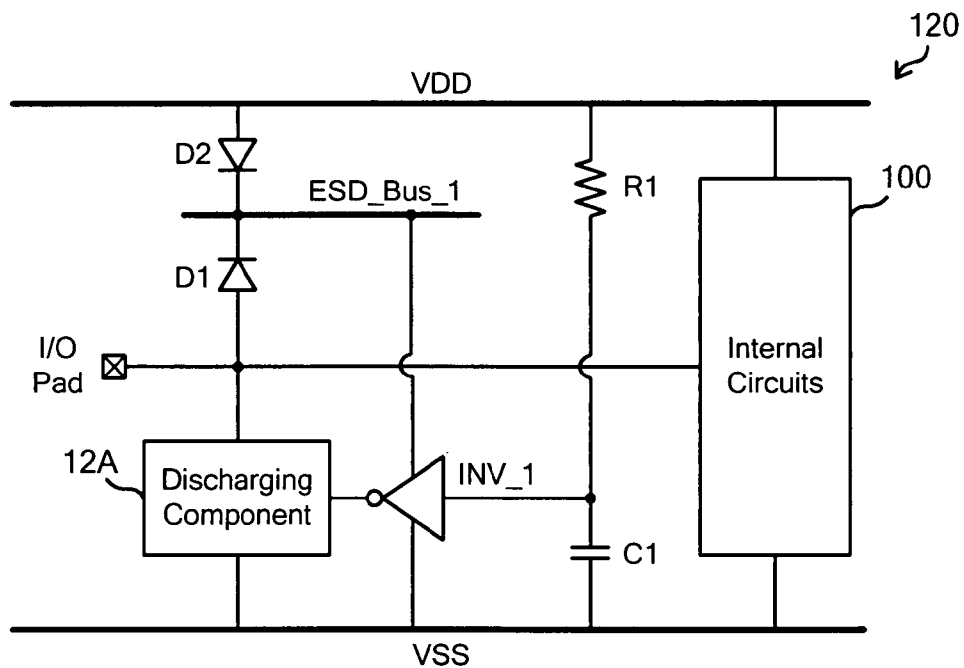 120
VDD
D2
ESD_Bus_1
R1
100
D1
I/O
Pad
Internal
Circuits
12A
Discharging
Component
INV_1
C1
VSS